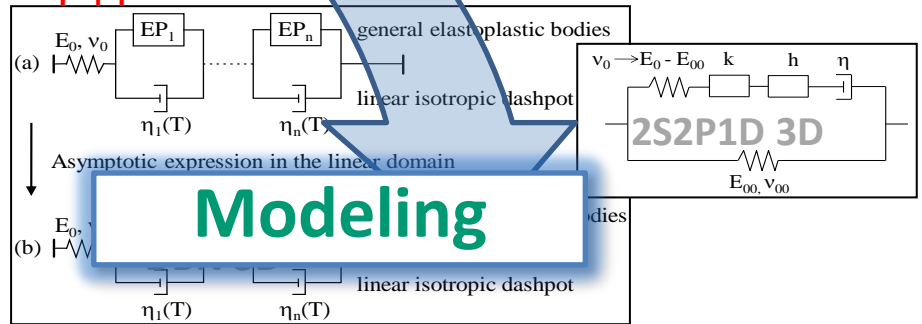 EP₁ EPₙ general elastoplastic bodies
E₀, ν₀
(a)
linear isotropic dashpot
η₁(T) ηₙ(T)
Asymptotic expression in the linear domain
Modeling
E₀,
(b)
linear isotropic dashpot
η₁(T) ηₙ(T)
ν₀ → E₀ - E₀₀ k h η
2S2P1D 3D
E₀₀, ν₀₀